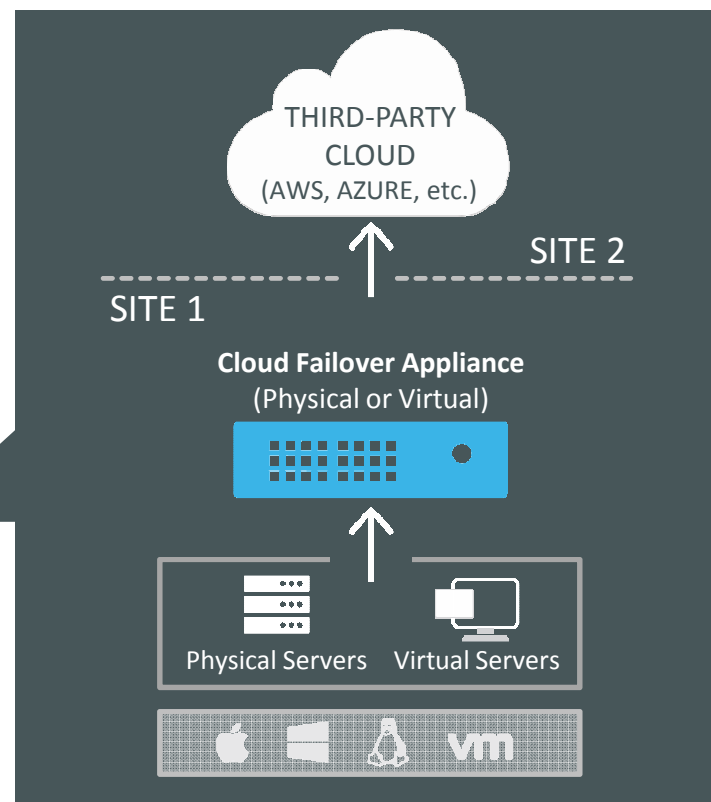 THIRD-PARTY
CLOUD
(AWS, AZURE, etc.)
SITE 2
SITE 1
Cloud Failover Appliance
(Physical or Virtual)
Physical Servers
Virtual Servers
vm